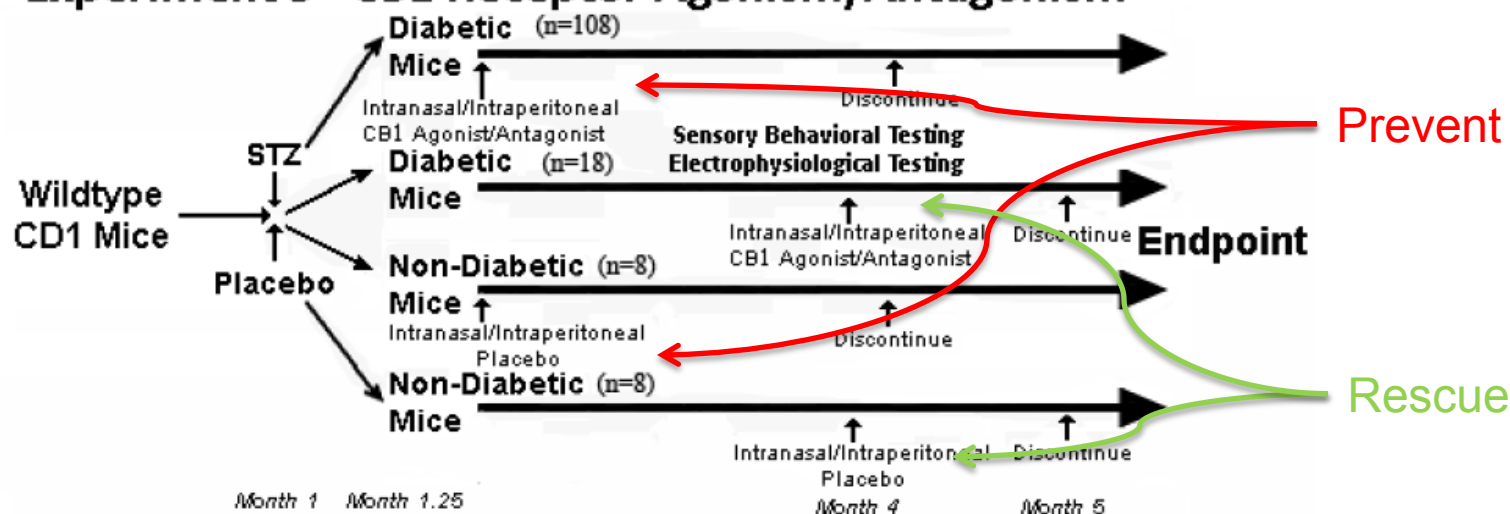 Diabetic (n=108)
Mice
Intranasal/Intraperitoneal
CB1 Agonist/Antagonist
Discontinue
Prevent
STZ
Sensory Behavioral Testing
Electrophysiological Testing
Diabetic (n=18)
Mice
Wildtype
CD1 Mice
Intranasal/Intraperitoneal
CB1 Agonist/Antagonist
Discontinue
Endpoint
Placebo
Non-Diabetic (n=8)
Mice
Intranasal/Intraperitoneal
Placebo
Discontinue
Non-Diabetic (n=8)
Mice
Rescue
Intranasal/Intraperitoneal
Placebo
Discontinue
Month 1 Month 1.25 Month 4 Month 5